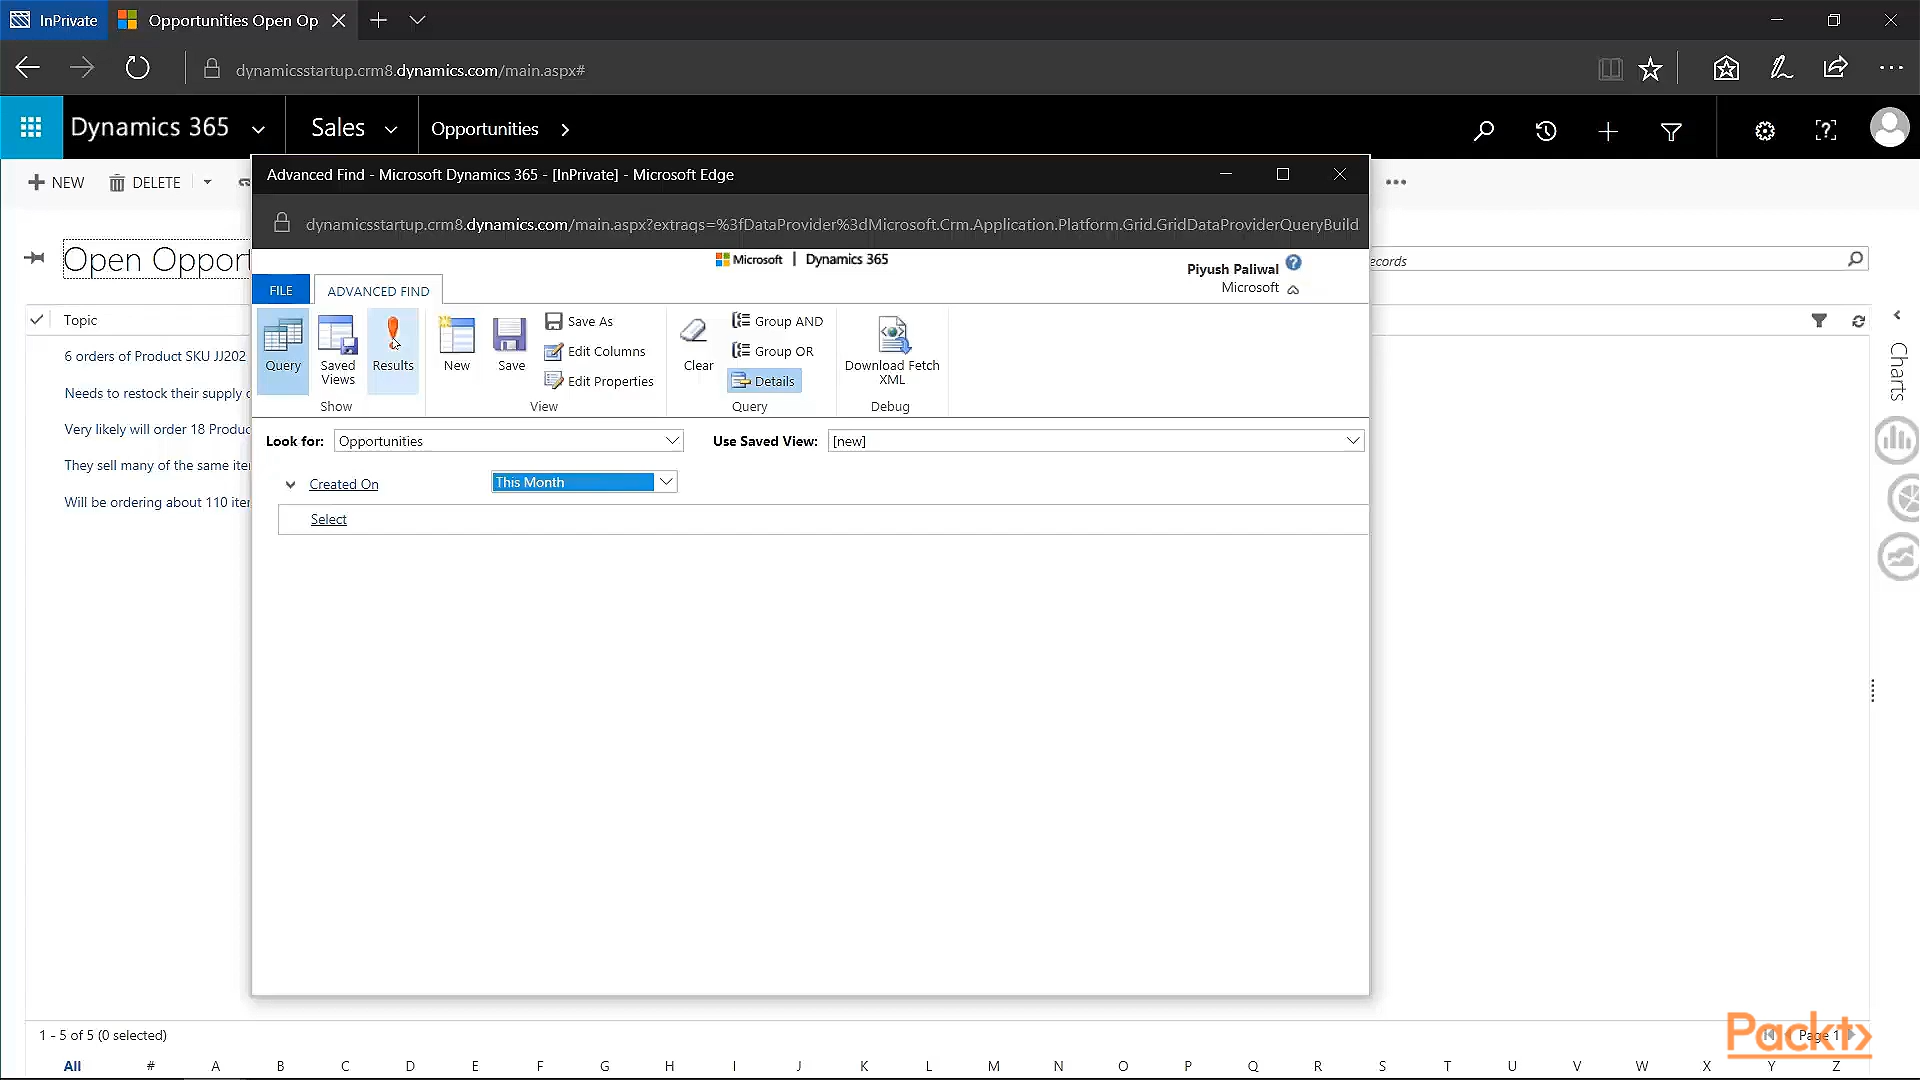 InPrivate
Opportunities Open Op
dynamicsstartup.crm8.dynamics.com/main.aspx#
Dynamics 365
Sales
Opportunities
NEW
DELETE
Advanced Find - Microsoft Dynamics 365 - [InPrivate] - Microsoft Edge
dynamicsstartup.crm8.dynamics.com/main.aspx?extraqs=%3fDataProvider%3dMicrosoft.Crm.Application.Platform.Grid.GridDataProviderQueryBuild
Microsoft | Dynamics 365
Piyush Paliwal
Microsoft
FILE
ADVANCED FIND
Query
Saved Views
Results
Show
New
Save
Save As
Edit Columns
Edit Properties
View
Clear
Group AND
Group OR
Details
Query
Download Fetch XML
Debug
Look for:
Opportunities
Use Saved View:
[new]
Created On
This Month
Select
Open Opport
ecords
Topic
6 orders of Product SKU JJ202
Needs to restock their supply
Very likely will order 18 Produc
They sell many of the same ite
Will be ordering about 110 ite
Charts
1 - 5 of 5 (0 selected)
Page 1
Packt
All # A B C D E F G H I J K L M N O P Q R S T U V W X Y Z